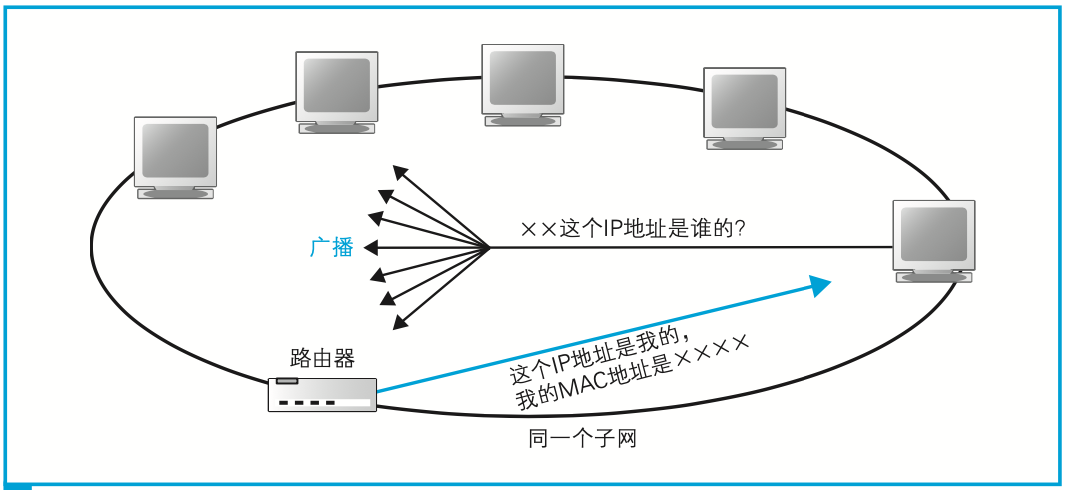 ××这个IP地址是谁的?
广播
这个IP地址是我的，
我的MAC地址是××××
路由器
同一个子网